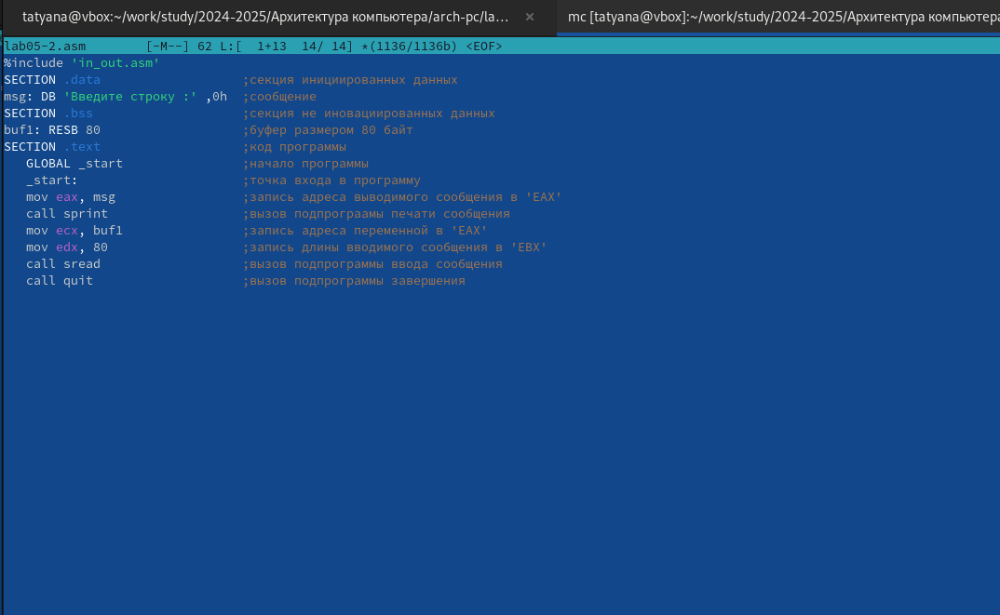 tatyana@vbox:~/work/study/2024-2025/Архитектура компьютера/arch-pc/la... ×
mc [tatyana@vbox]:~/work/study/2024-2025/Архитектура компьютера
lab05-2.asm [-M--] 62 L:[ 1+13 14/ 14] *(1136/1136b) <EOF>
%include 'in_out.asm'
SECTION .data ;секция инициированных данных
msg: DB 'Введите строку :' ,0h ;сообщение
SECTION .bss ;секция не иновациированных данных
buf1: RESB 80 ;буфер размером 80 байт
SECTION .text ;код программы
GLOBAL _start ;начало программы
_start: ;точка входа в программу
mov eax, msg ;запись адреса выводимого сообщения в 'EAX'
call sprint ;вызов подпрограамы печати сообщения
mov ecx, buf1 ;запись адреса переменной в 'EAX'
mov edx, 80 ;запись длины вводимого сообщения в 'EBX'
call sread ;вызов подпрограммы ввода сообщения
call quit ;вызов подпрограммы завершения